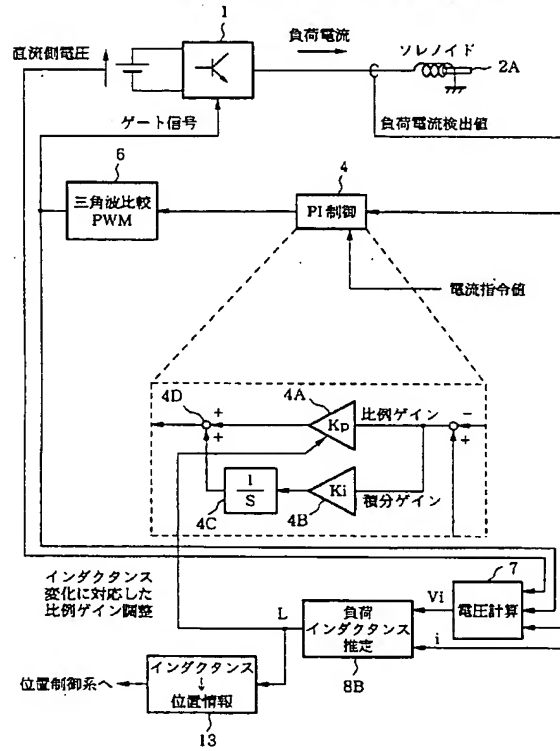 1
負荷電流
ソレノイド
直流側電圧
2A
ゲート信号
負荷電流検出値
6
三角波比較
PWM
4
PI制御
電流指令値
4D
+
+
4A
Kp
比例ゲイン
-
+
1
S
4C
Ki
4B
積分ゲイン
インダクタンス
変化に対応した
比例ゲイン調整
L
負荷
インダクタンス
推定
8B
Vi
i
7
電圧計算
位置制御系へ
インダクタンス
↓
位置情報
13